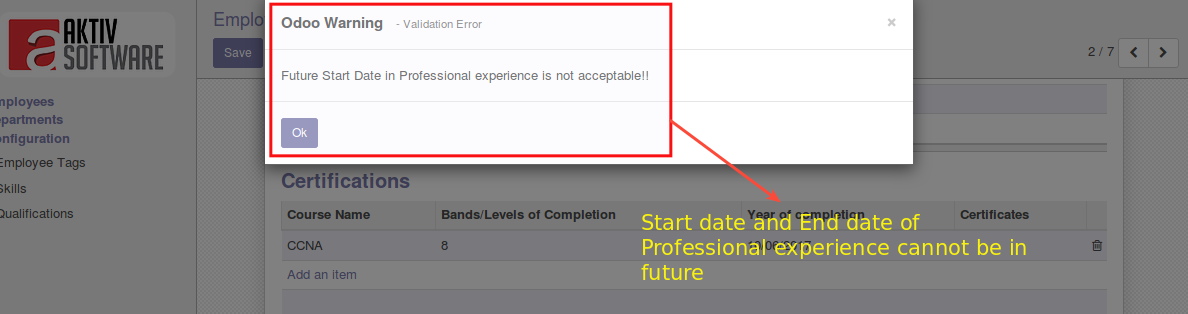 AKTIV
SOFTWARE
Emplo
Save
Odoo Warning - Validation Error ×
2 / 7
Future Start Date in Professional experience is not acceptable!!
Ok
mployees
partments
nfiguration
Employee Tags
Skills
Qualifications
Certifications
Course Name Bands/Levels of Completion Year of completion Certificates
CCNA 8
Add an item
Start date and End date of
Professional experience cannot be in
future